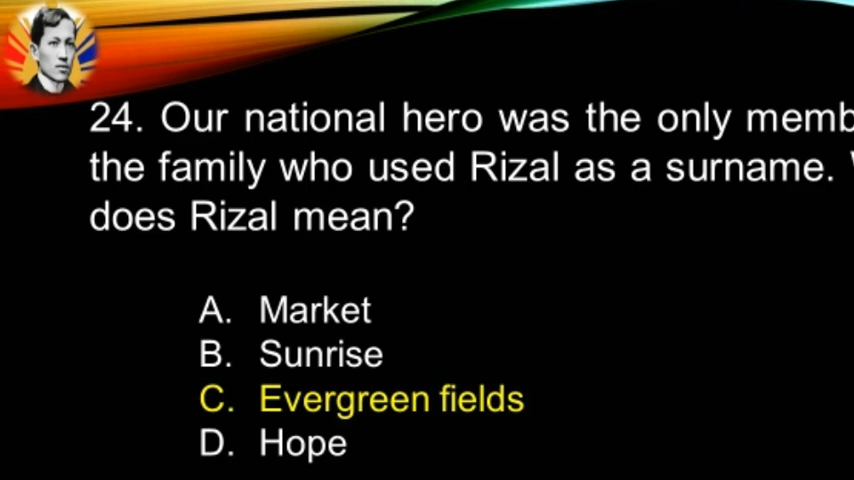 24. Our national hero was the only memb
the family who used Rizal as a surname.
does Rizal mean?
A. Market
B. Sunrise
C. Evergreen fields
D. Hope